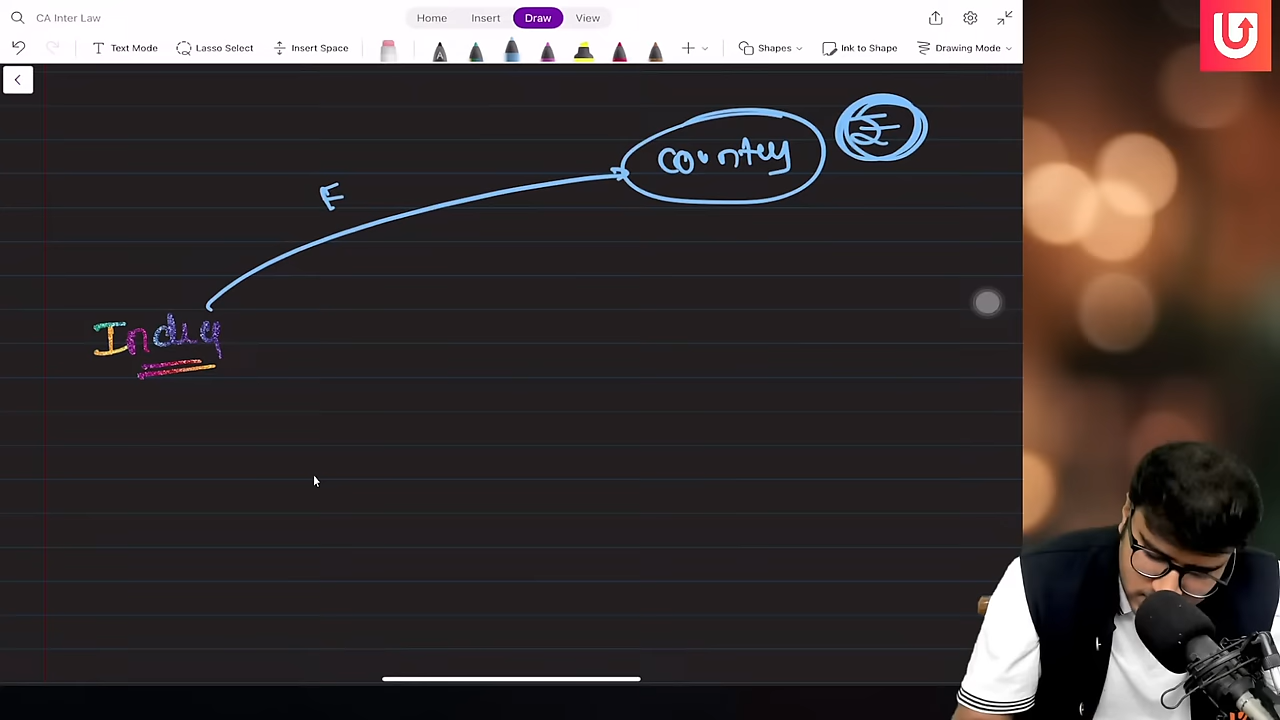 CA Inter Law
Home Insert Draw View
Text Mode Lasso Select Insert Space Shapes Ink to Shape Drawing Mode
country
F
India